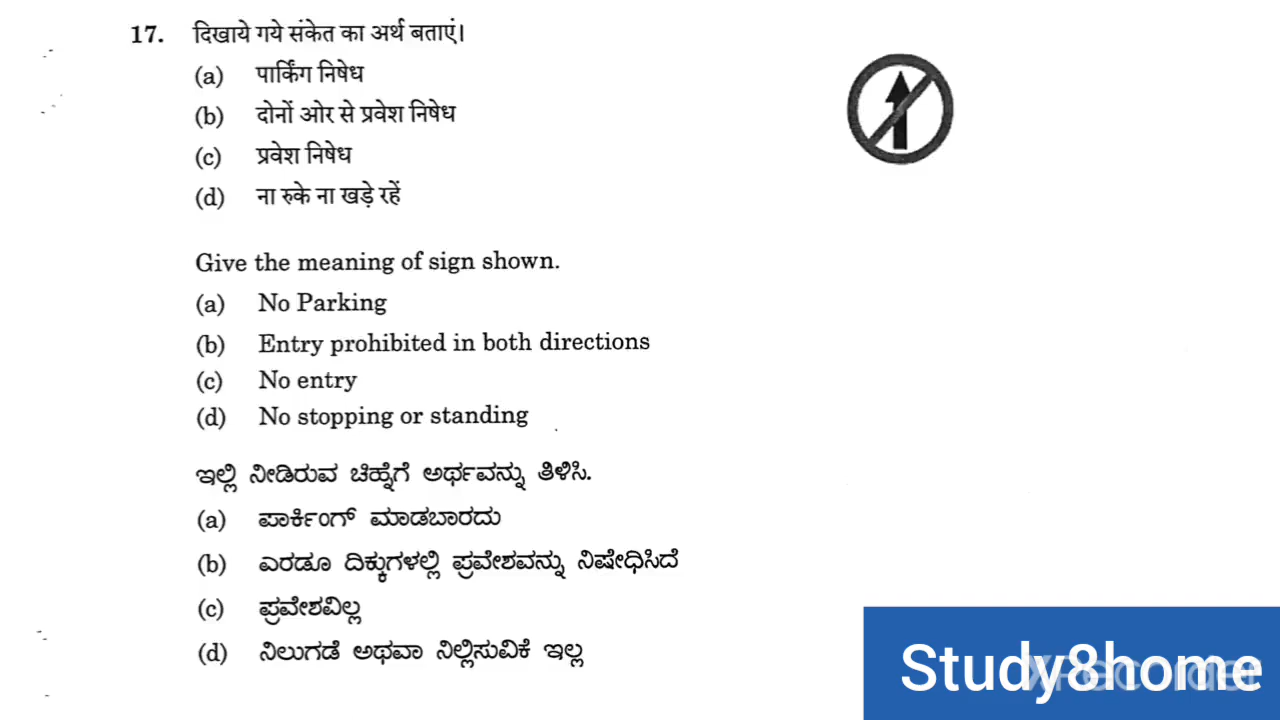 17. दिखाये गये संकेत का अर्थ बताएं।
(a) पार्किंग निषेध
(b) दोनों ओर से प्रवेश निषेध
(c) प्रवेश निषेध
(d) ना रुके ना खड़े रहें
Give the meaning of sign shown.
(a) No Parking
(b) Entry prohibited in both directions
(c) No entry
(d) No stopping or standing
ಇಲ್ಲಿ ನೀಡಿರುವ ಚಿಹ್ನೆಗೆ ಅರ್ಥವನ್ನು ತಿಳಿಸಿ.
(a) ಪಾರ್ಕಿಂಗ್ ಮಾಡಬಾರದು
(b) ಎರಡೂ ದಿಕ್ಕುಗಳಲ್ಲಿ ಪ್ರವೇಶವನ್ನು ನಿಷೇಧಿಸಿದೆ
(c) ಪ್ರವೇಶವಿಲ್ಲ
(d) ನಿಲುಗಡೆ ಅಥವಾ ನಿಲ್ಲಿಸುವಿಕೆ ಇಲ್ಲ
Study8home
XRecorder